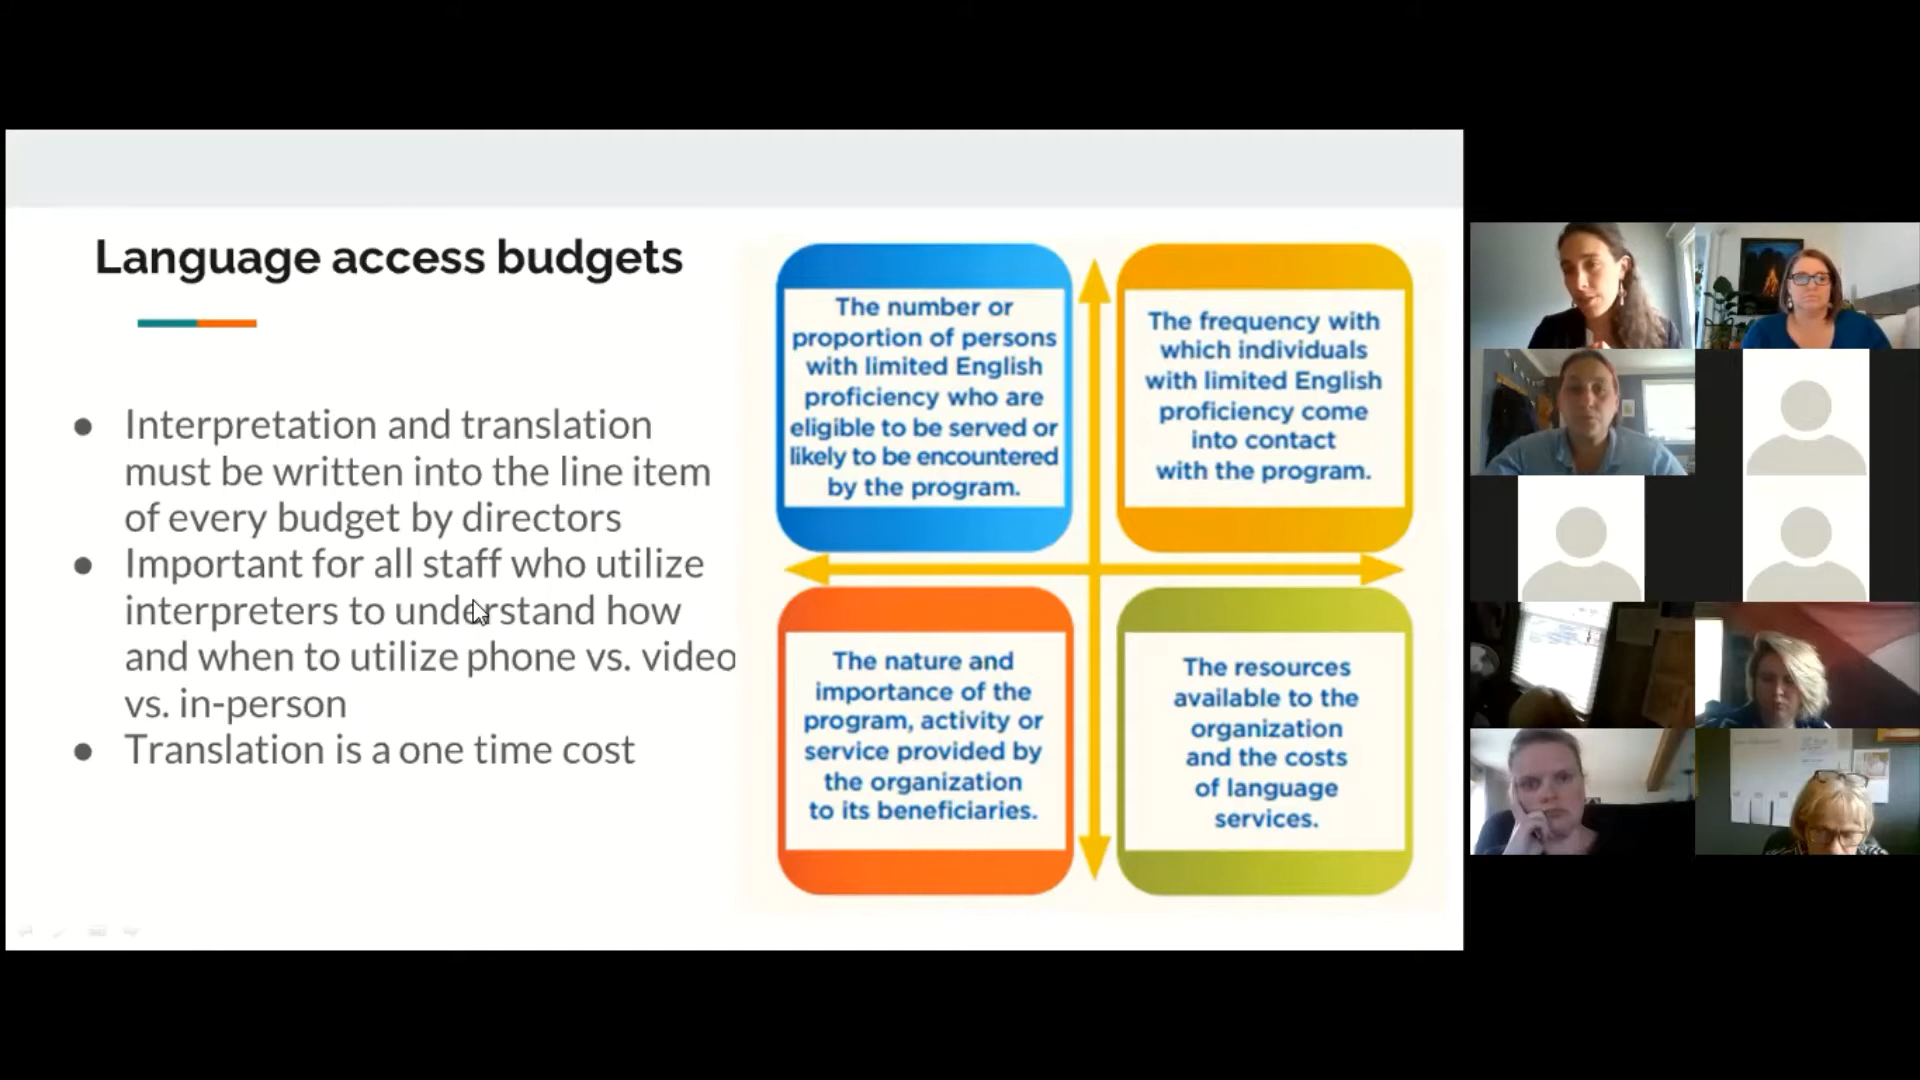 Language access budgets
● Interpretation and translation
must be written into the line item
of every budget by directors
● Important for all staff who utilize
interpreters to understand how
and when to utilize phone vs. video
vs. in-person
● Translation is a one time cost
The number or
proportion of persons
with limited English
proficiency who are
eligible to be served or
likely to be encountered
by the program.
The frequency with
which individuals
with limited English
proficiency come
into contact
with the program.
The nature and
importance of the
program, activity or
service provided by
the organization
to its beneficiaries.
The resources
available to the
organization
and the costs
of language
services.